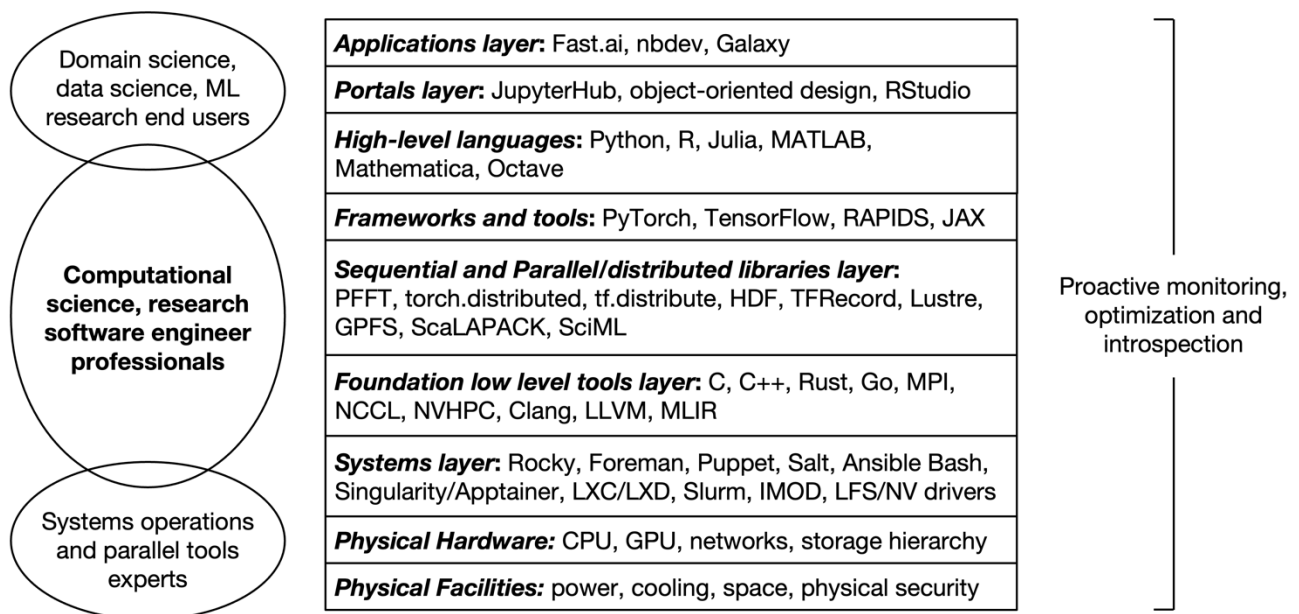 Domain science,
data science, ML
research end users
Computational
science, research
software engineer
professionals
Systems operations
and parallel tools
experts
Applications layer: Fast.ai, nbdev, Galaxy
Portals layer: JupyterHub, object-oriented design, RStudio
High-level languages: Python, R, Julia, MATLAB,
Mathematica, Octave
Frameworks and tools: PyTorch, TensorFlow, RAPIDS, JAX
Sequential and Parallel/distributed libraries layer:
PFFT, torch.distributed, tf.distribute, HDF, TFRecord, Lustre,
GPFS, ScaLAPACK, SciML
Foundation low level tools layer: C, C++, Rust, Go, MPI,
NCCL, NVHPC, Clang, LLVM, MLIR
Systems layer: Rocky, Foreman, Puppet, Salt, Ansible Bash,
Singularity/Apptainer, LXC/LXD, Slurm, IMOD, LFS/NV drivers
Physical Hardware: CPU, GPU, networks, storage hierarchy
Physical Facilities: power, cooling, space, physical security
Proactive monitoring,
optimization and
introspection